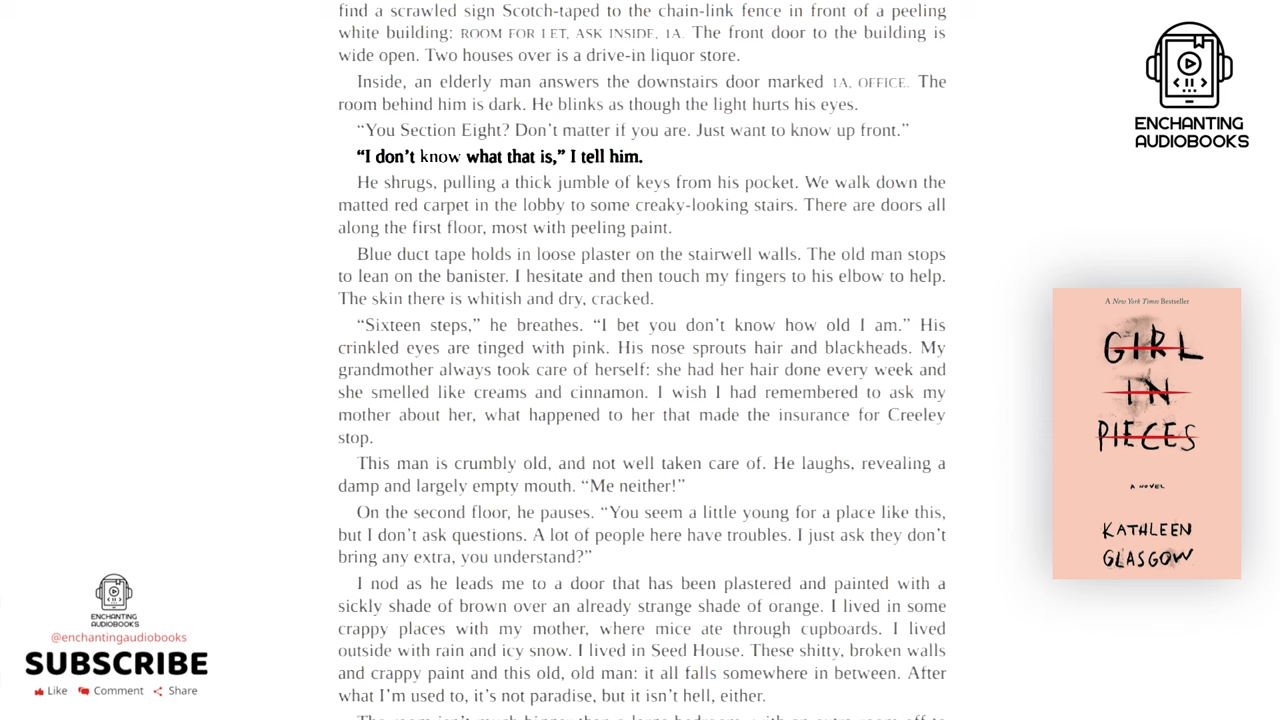 find a scrawled sign Scotch-taped to the chain-link fence in front of a peeling
white building: ROOM FOR LET, ASK INSIDE, 1A. The front door to the building is
wide open. Two houses over is a drive-in liquor store.
Inside, an elderly man answers the downstairs door marked 1A, OFFICE. The
room behind him is dark. He blinks as though the light hurts his eyes.
“You Section Eight? Don’t matter if you are. Just want to know up front.”
“I don’t know what that is,” I tell him.
He shrugs, pulling a thick jumble of keys from his pocket. We walk down the
matted red carpet in the lobby to some creaky-looking stairs. There are doors all
along the first floor, most with peeling paint.
Blue duct tape holds in loose plaster on the stairwell walls. The old man stops
to lean on the banister. I hesitate and then touch my fingers to his elbow to help.
The skin there is whitish and dry, cracked.
“Sixteen steps,” he breathes. “I bet you don’t know how old I am.” His
crinkled eyes are tinged with pink. His nose sprouts hair and blackheads. My
grandmother always took care of herself: she had her hair done every week and
she smelled like creams and cinnamon. I wish I had remembered to ask my
mother about her, what happened to her that made the insurance for Creeley
stop.
This man is crumbly old, and not well taken care of. He laughs, revealing a
damp and largely empty mouth. “Me neither!”
On the second floor, he pauses. “You seem a little young for a place like this,
but I don’t ask questions. A lot of people here have troubles. I just ask they don’t
bring any extra, you understand?”
I nod as he leads me to a door that has been plastered and painted with a
sickly shade of brown over an already strange shade of orange. I lived in some
crappy places with my mother, where mice ate through cupboards. I lived
outside with rain and icy snow. I lived in Seed House. These shitty, broken walls
and crappy paint and this old, old man: it all falls somewhere in between. After
what I’m used to, it’s not paradise, but it isn’t hell, either.
The room isn’t much bigger than a large bedroom, with an extra room off to
ENCHANTING
AUDIOBOOKS
A New York Times Bestseller
GIRL
IN
PIECES
A NOVEL
KATHLEEN
GLASGOW
ENCHANTING
AUDIOBOOKS
@enchantingaudiobooks
SUBSCRIBE
Like Comment Share